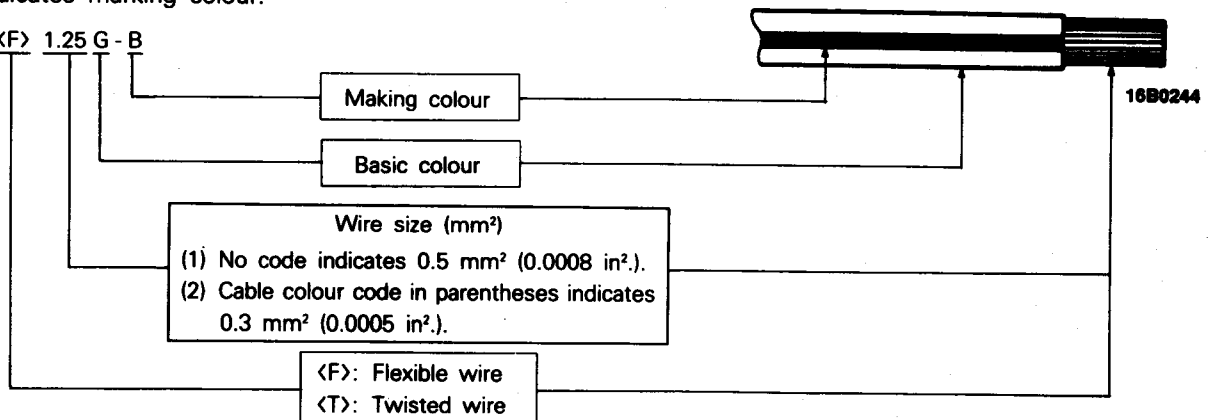 dicates marking colour.
<F> 1.25 G - B
16B0244
Making colour
Basic colour
Wire size (mm²)
(1) No code indicates 0.5 mm² (0.0008 in².).
(2) Cable colour code in parentheses indicates
0.3 mm² (0.0005 in².).
<F>: Flexible wire
<T>: Twisted wire